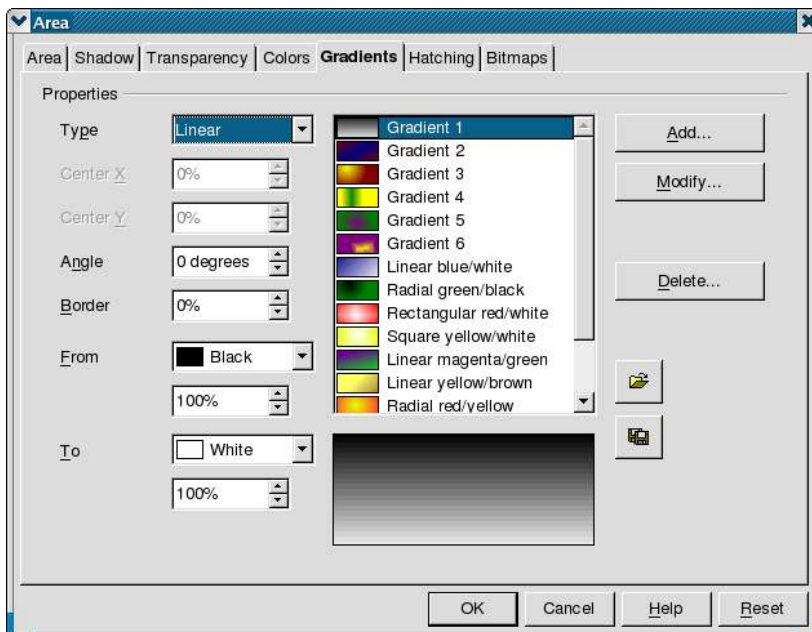 Area
Area Shadow Transparency Colors Gradients Hatching Bitmaps
Properties
Type Linear
Center X 0%
Center Y 0%
Angle 0 degrees
Border 0%
From Black
100%
To White
100%
Gradient 1
Gradient 2
Gradient 3
Gradient 4
Gradient 5
Gradient 6
Linear blue/white
Radial green/black
Rectangular red/white
Square yellow/white
Linear magenta/green
Linear yellow/brown
Radial red/yellow
Add...
Modify...
Delete...
OK Cancel Help Reset